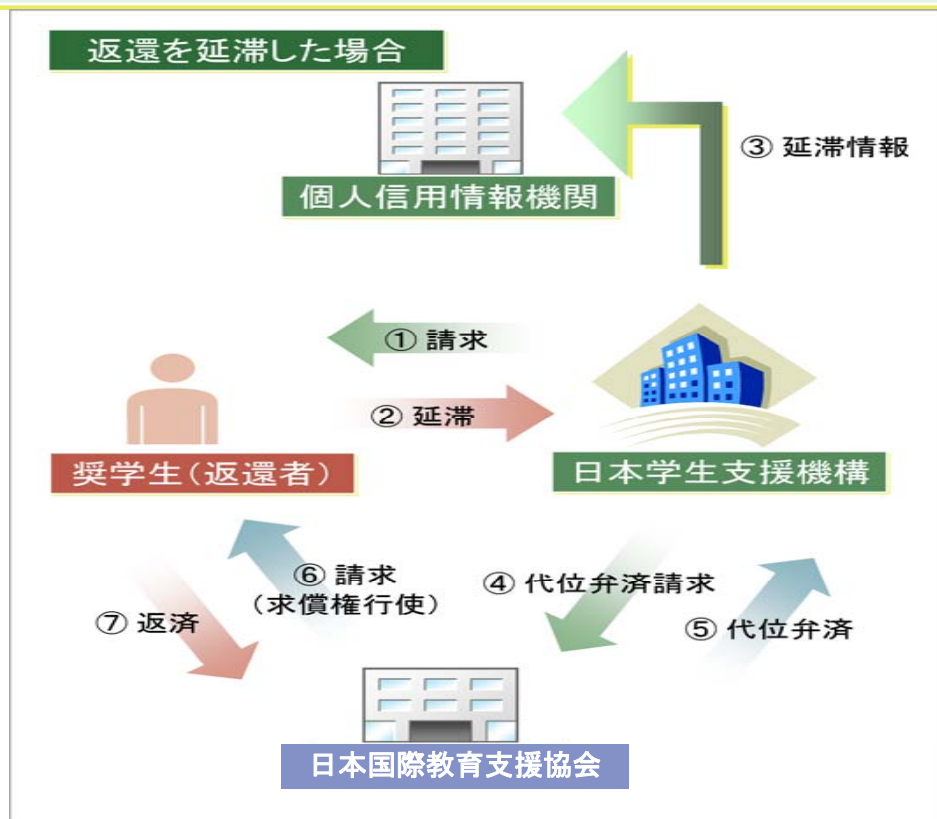 返還を延滞した場合
③ 延滞情報
個人信用情報機関
① 請求
② 延滞
奨学生(返還者)
日本学生支援機構
⑥ 請求
(求償権行使)
④ 代位弁済請求
⑦ 返済
⑤ 代位弁済
日本国際教育支援協会